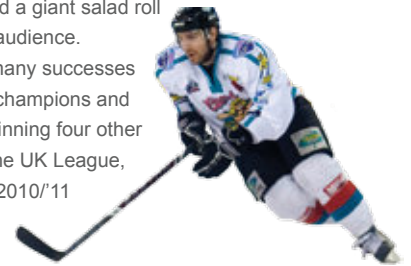 d a giant salad roll
audience.
many successes
champions and
inning four other
he UK League,
2010/'11